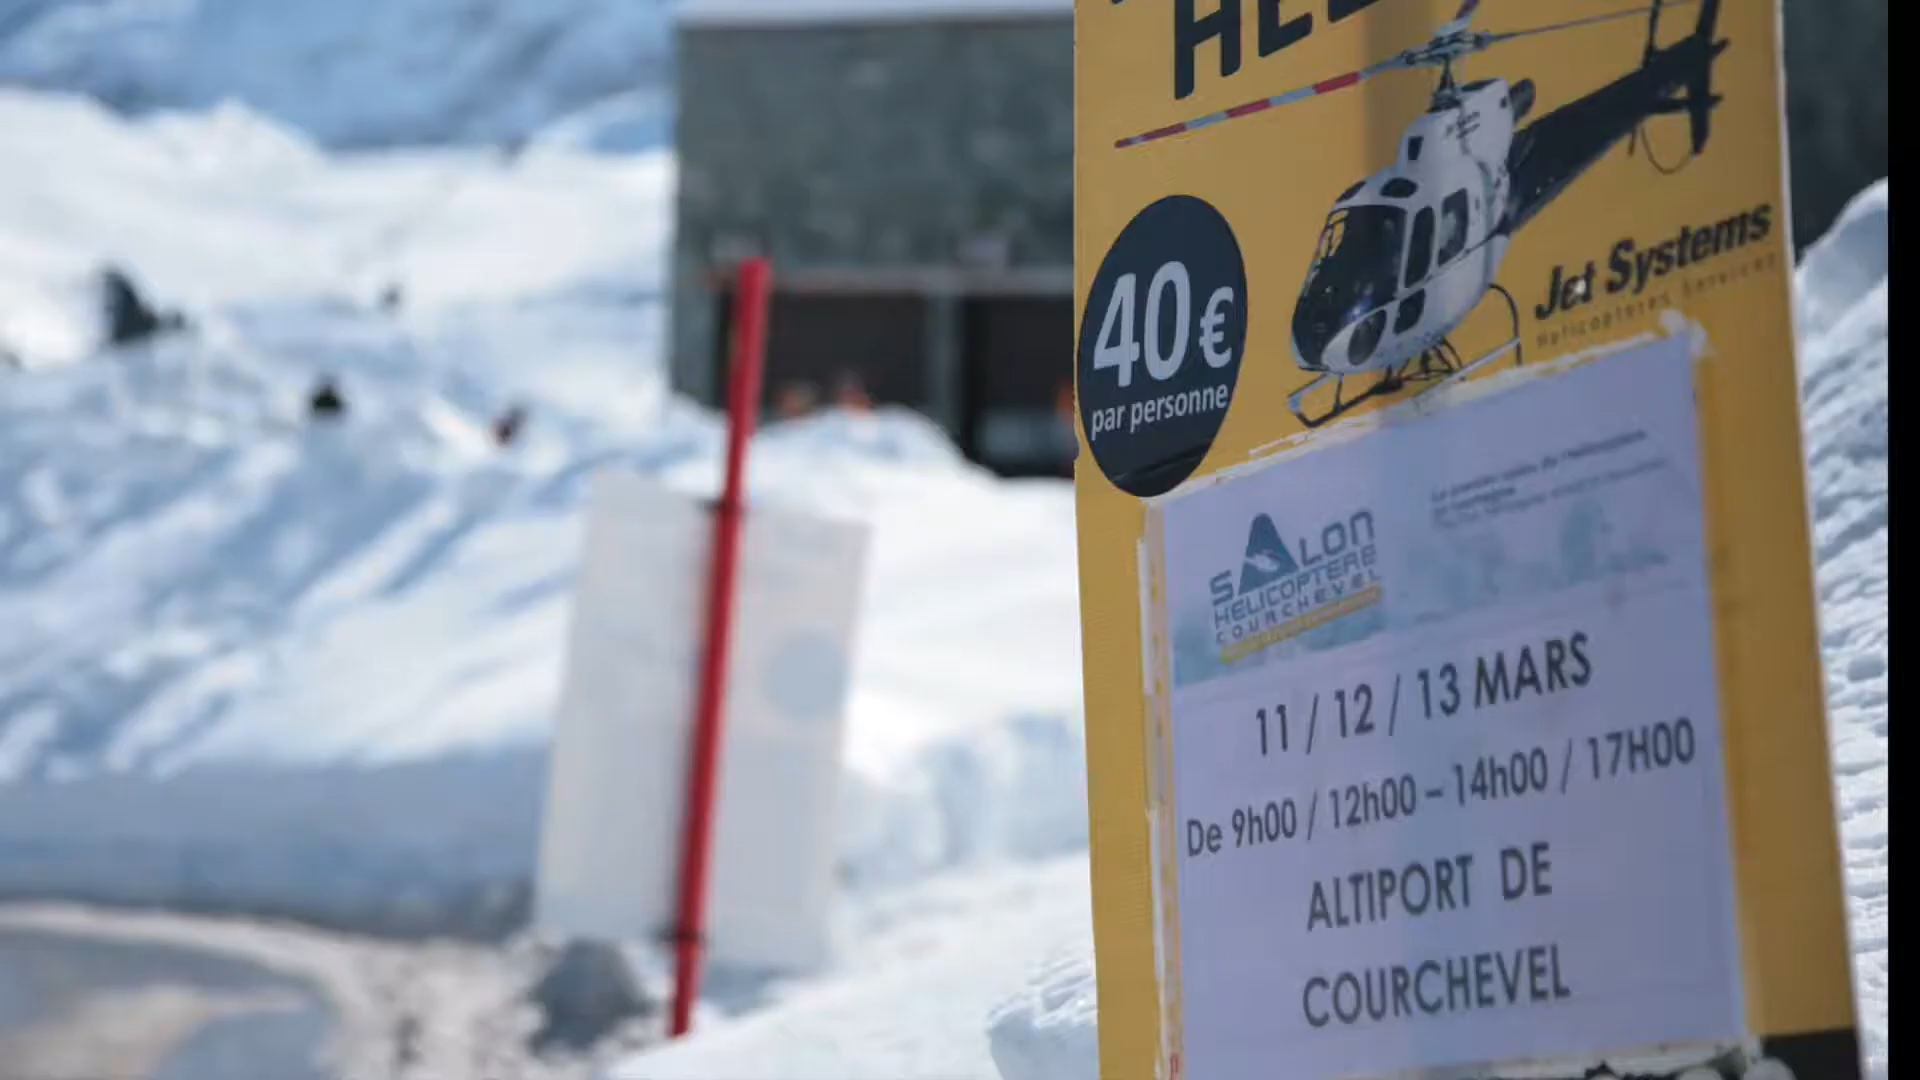 40€
par personne
Jet Systems
Hélicoptères Services
SALON
HELICOPTERE
COURCHEVEL
11 / 12 / 13 MARS
De 9h00 / 12h00 – 14h00 / 17H00
ALTIPORT DE
COURCHEVEL